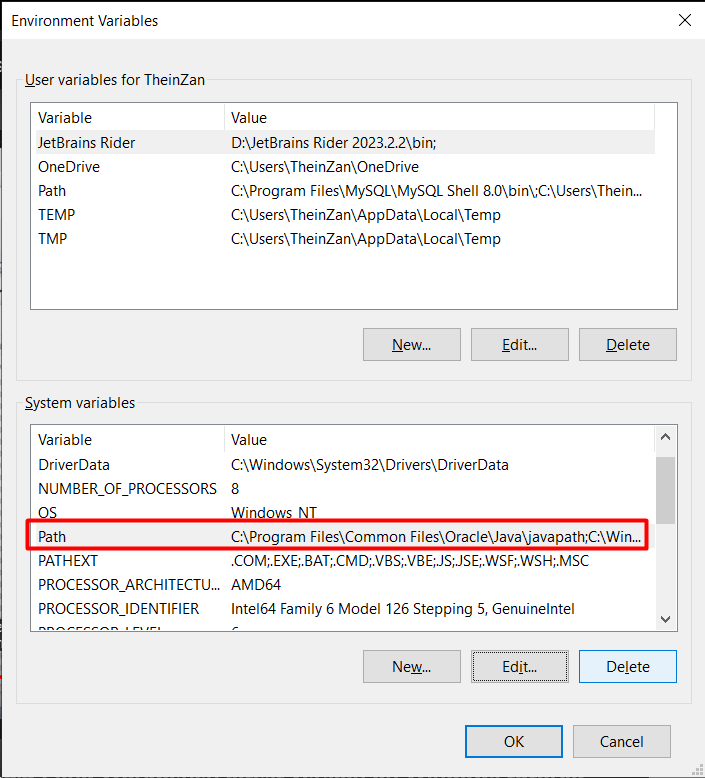 Environment Variables
User variables for TheinZan
Variable Value
JetBrains Rider D:\JetBrains Rider 2023.2.2\bin;
OneDrive C:\Users\TheinZan\OneDrive
Path C:\Program Files\MySQL\MySQL Shell 8.0\bin\;C:\Users\Thein...
TEMP C:\Users\TheinZan\AppData\Local\Temp
TMP C:\Users\TheinZan\AppData\Local\Temp
New... Edit... Delete
System variables
Variable Value
DriverData C:\Windows\System32\Drivers\DriverData
NUMBER_OF_PROCESSORS 8
OS Windows_NT
Path C:\Program Files\Common Files\Oracle\Java\javapath;C:\Win...
PATHEXT .COM;.EXE;.BAT;.CMD;.VBS;.VBE;.JS;.JSE;.WSF;.WSH;.MSC
PROCESSOR_ARCHITECTU... AMD64
PROCESSOR_IDENTIFIER Intel64 Family 6 Model 126 Stepping 5, GenuineIntel
New... Edit... Delete
OK Cancel